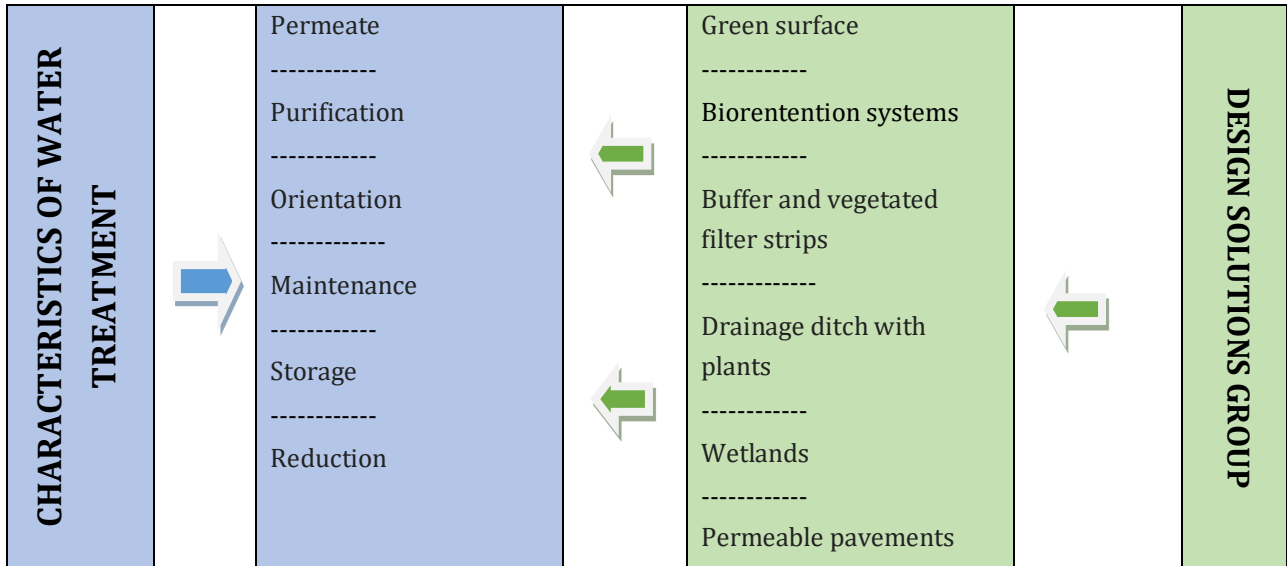 CHARACTERISTICS OF WATER
TREATMENT
Permeate
------------
Purification
------------
Orientation
-------------
Maintenance
------------
Storage
------------
Reduction
Green surface
------------
Biorentention systems
------------
Buffer and vegetated
filter strips
-------------
Drainage ditch with
plants
------------
Wetlands
------------
Permeable pavements
DESIGN SOLUTIONS GROUP